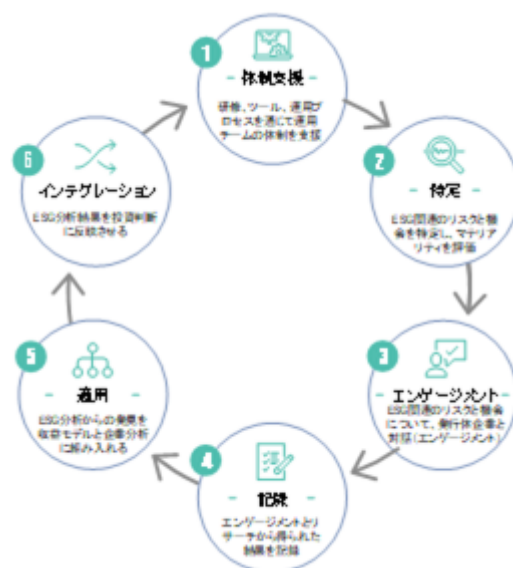 1
- 体制支援 -
研修、ツール、運用プ
ロセスを通じて運用
チームの体制を支援
2
- 特定 -
ESG関連のリスクと機
会を特定し、マテリア
リティを評価
3
- エンゲージメント -
ESG関連のリスクと機会
について、発行体企業と
対話(エンゲージメント)
4
- 記録 -
エンゲージメントとリ
サーチから得られた
結果を記録
5
- 適用 -
ESG分析からの発見を
収益モデルと企業分析
に組み入れる
6
インテグレーション
ESG分析結果を投資判断
に反映させる